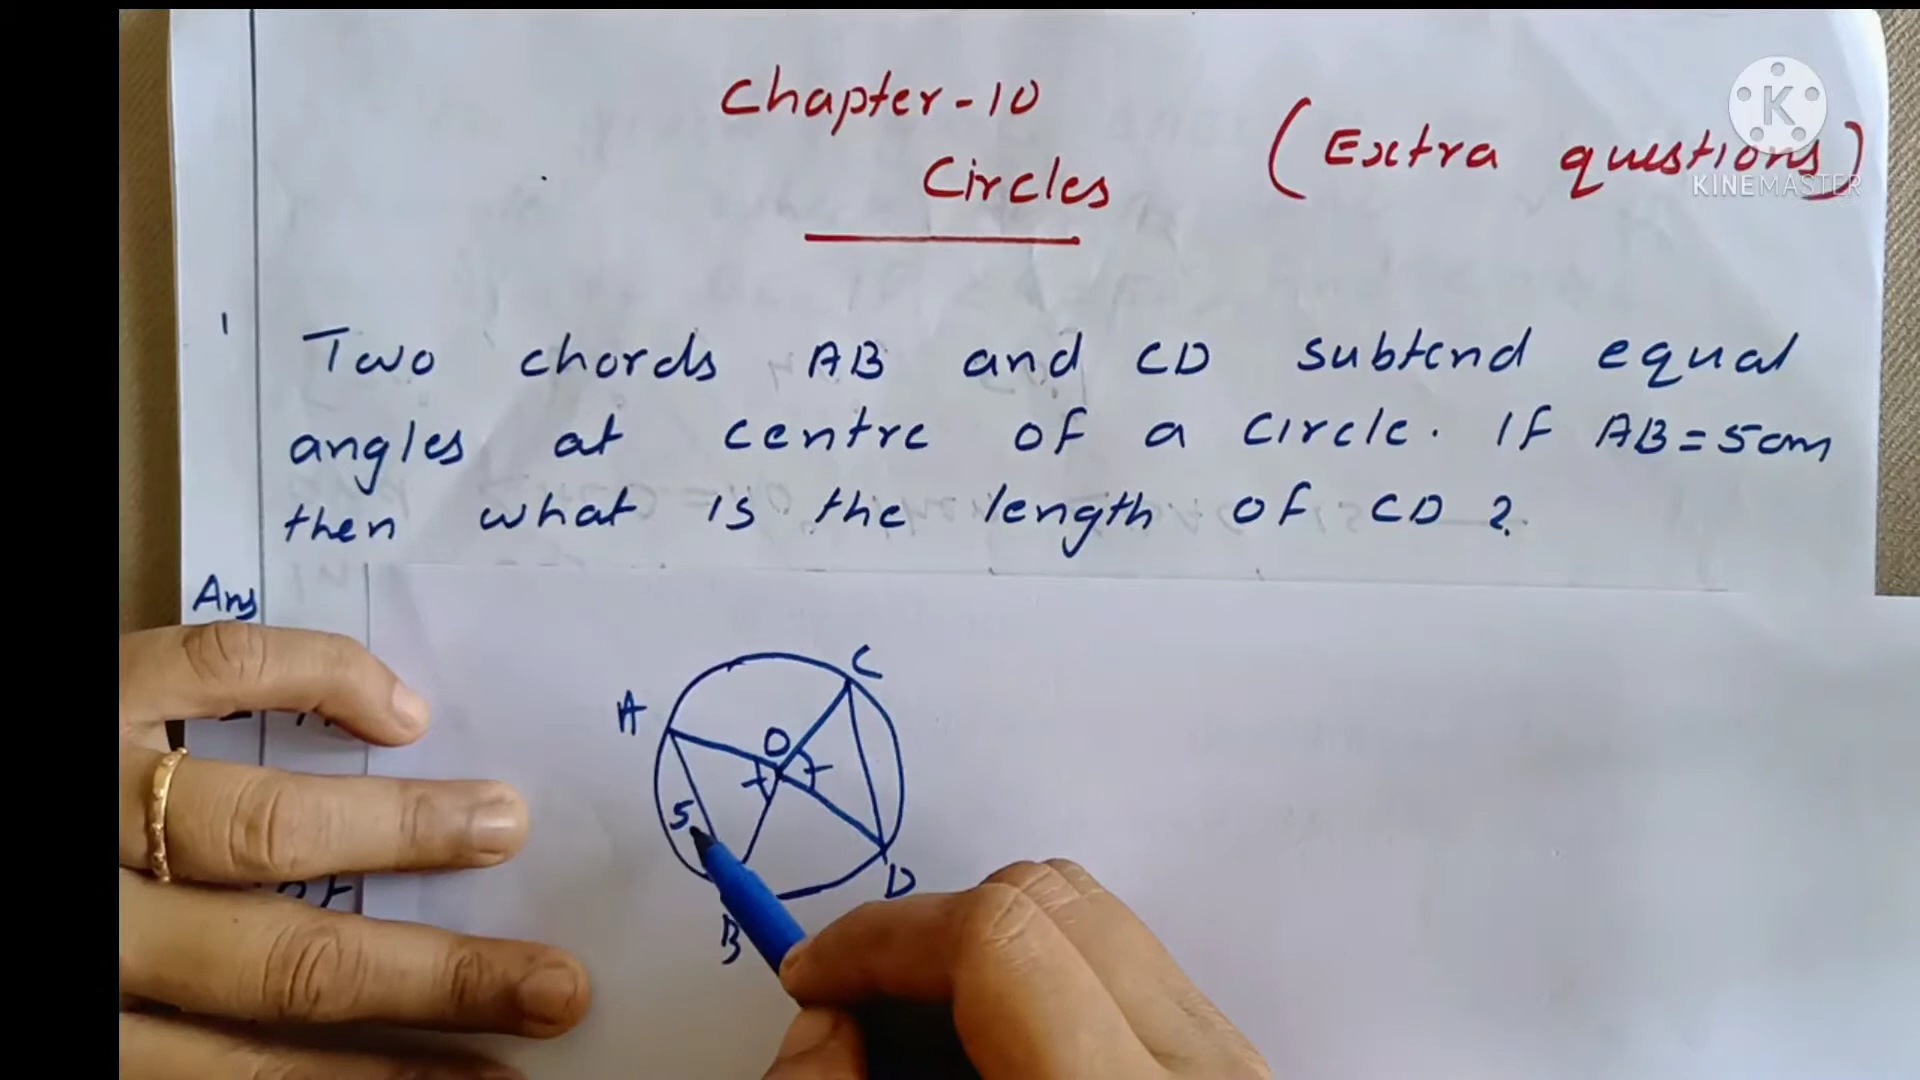 Chapter-10
Circles
(Extra questions)
KINEMASTER
1
Two chords AB and CD subtend equal
angles at centre of a circle. If AB=5cm
then what is the length of CD ?
Ans
C
A
O
5
D
B